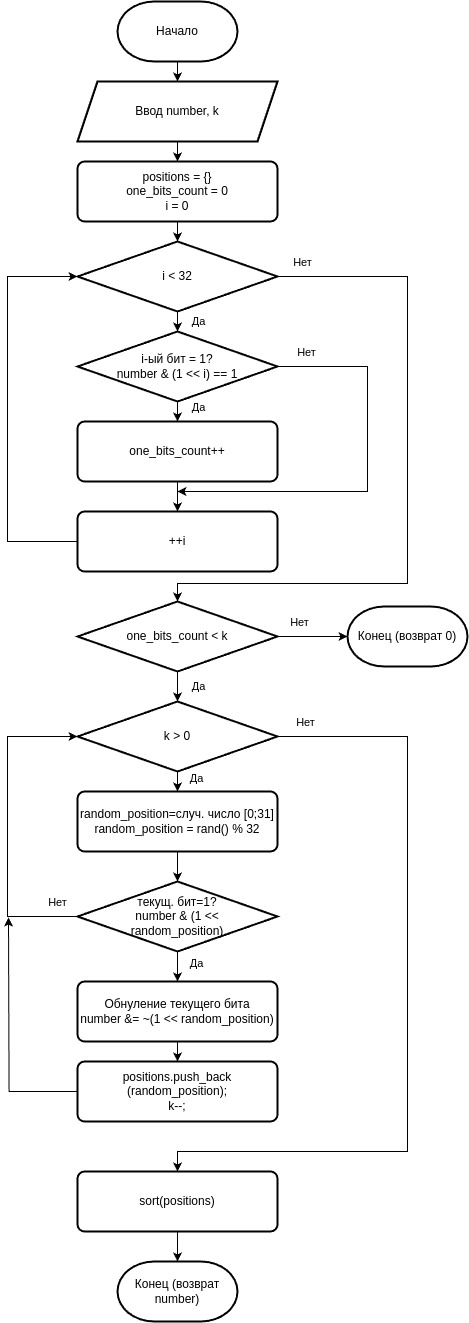 Начало
Ввод number, k
positions = {}
one_bits_count = 0
i = 0
i < 32
Нет
Да
i-ый бит = 1?
number & (1 << i) == 1
Нет
Да
one_bits_count++
++i
one_bits_count < k
Нет
Конец (возврат 0)
Да
k > 0
Нет
Да
random_position=случ. число [0;31]
random_position = rand() % 32
Нет
текущ. бит=1?
number & (1 <<
random_position)
Да
Обнуление текущего бита
number &= ~(1 << random_position)
positions.push_back
(random_position);
k--;
sort(positions)
Конец (возврат
number)